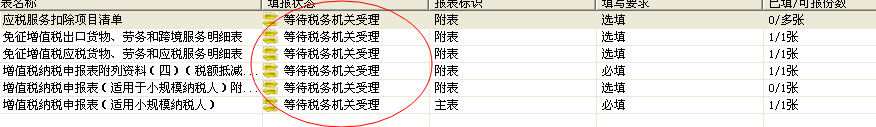 表名称 填报状态 报表标识 填写要求 已填/可报份数
应税服务扣除项目清单 等待税务机关受理 附表 选填 0/多张
免征增值税出口货物、劳务和跨境服务明细表 等待税务机关受理 附表 选填 1/1张
免征增值税应税货物、劳务和应税服务明细表 等待税务机关受理 附表 选填 1/1张
增值税纳税申报表附列资料（四）（税额抵减... 等待税务机关受理 附表 必填 1/1张
增值税纳税申报表（适用于小规模纳税人）附... 等待税务机关受理 附表 选填 0/1张
增值税纳税申报表（适用小规模纳税人） 等待税务机关受理 主表 必填 1/1张